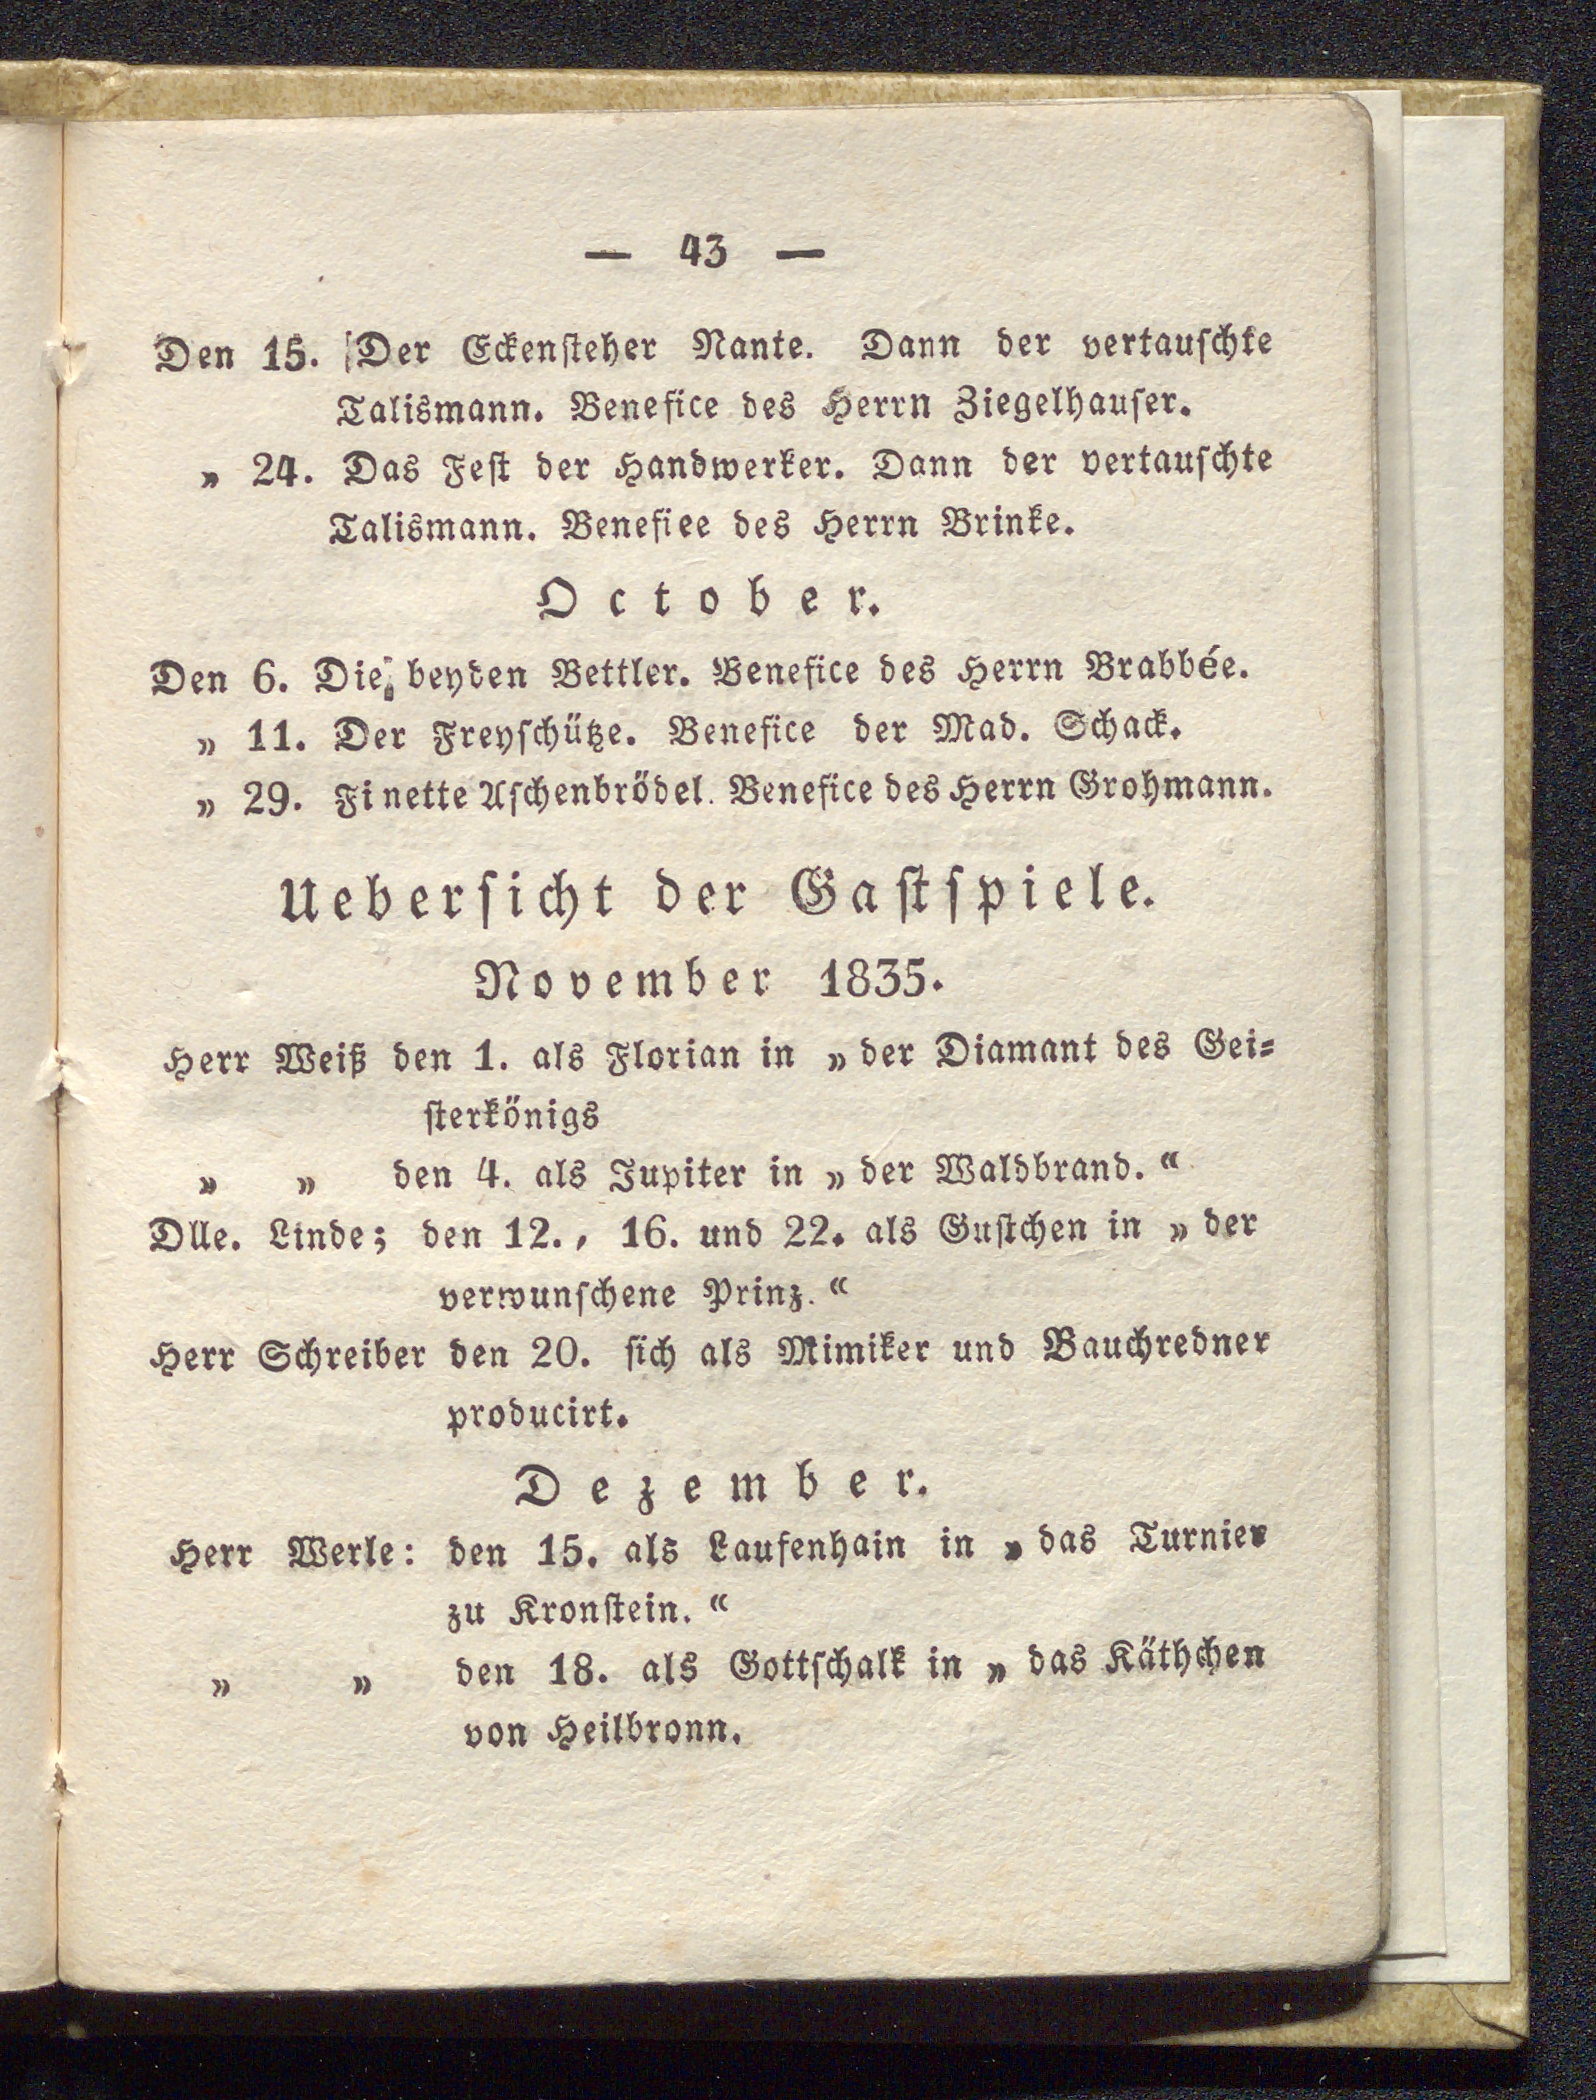 — 43 —
Den 15. Der Eckensteher Nante. Dann der vertauschte
Talismann. Benefice des Herrn Ziegelhauser.
„ 24. Das Fest der Handwerker. Dann der vertauschte
Talismann. Benefiee des Herrn Brinke.
October.
Den 6. Die beyden Bettler. Benefice des Herrn Brabbée.
„ 11. Der Freyschütze. Benefice der Mad. Schack.
„ 29. Finette Aschenbrödel. Benefice des Herrn Grohmann.
Uebersicht der Gastspiele.
November 1835.
Herr Weiß den 1. als Florian in „ der Diamant des Gei-
sterkönigs
„ „ den 4. als Jupiter in „ der Waldbrand. “
Dlle. Linde; den 12., 16. und 22. als Gustchen in „ der
verwunschene Prinz. “
Herr Schreiber den 20. sich als Mimiker und Bauchredner
producirt.
Dezember.
Herr Werle: den 15. als Laufenhain in „ das Turnier
zu Kronstein. “
„ „ den 18. als Gottschalk in „ das Käthchen
von Heilbronn.